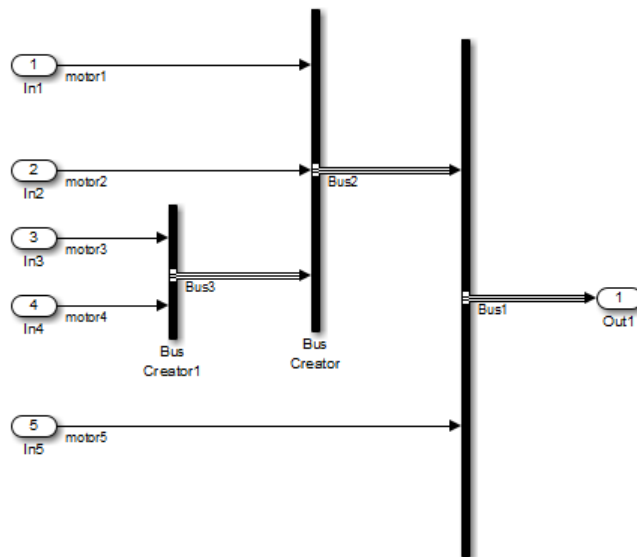 1
motor1
In1
2
motor2
In2
Bus2
3
motor3
In3
Bus3
4
motor4
In4
Bus1
1
Out1
Bus
Creator1
Bus
Creator
5
motor5
In5